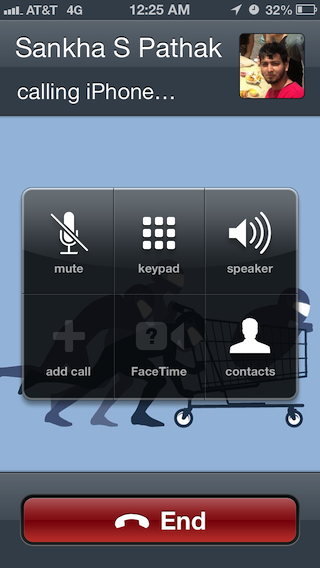 AT&T 4G 12:25 AM 32%
Sankha S Pathak
calling iPhone...
mute keypad speaker
add call FaceTime contacts
End